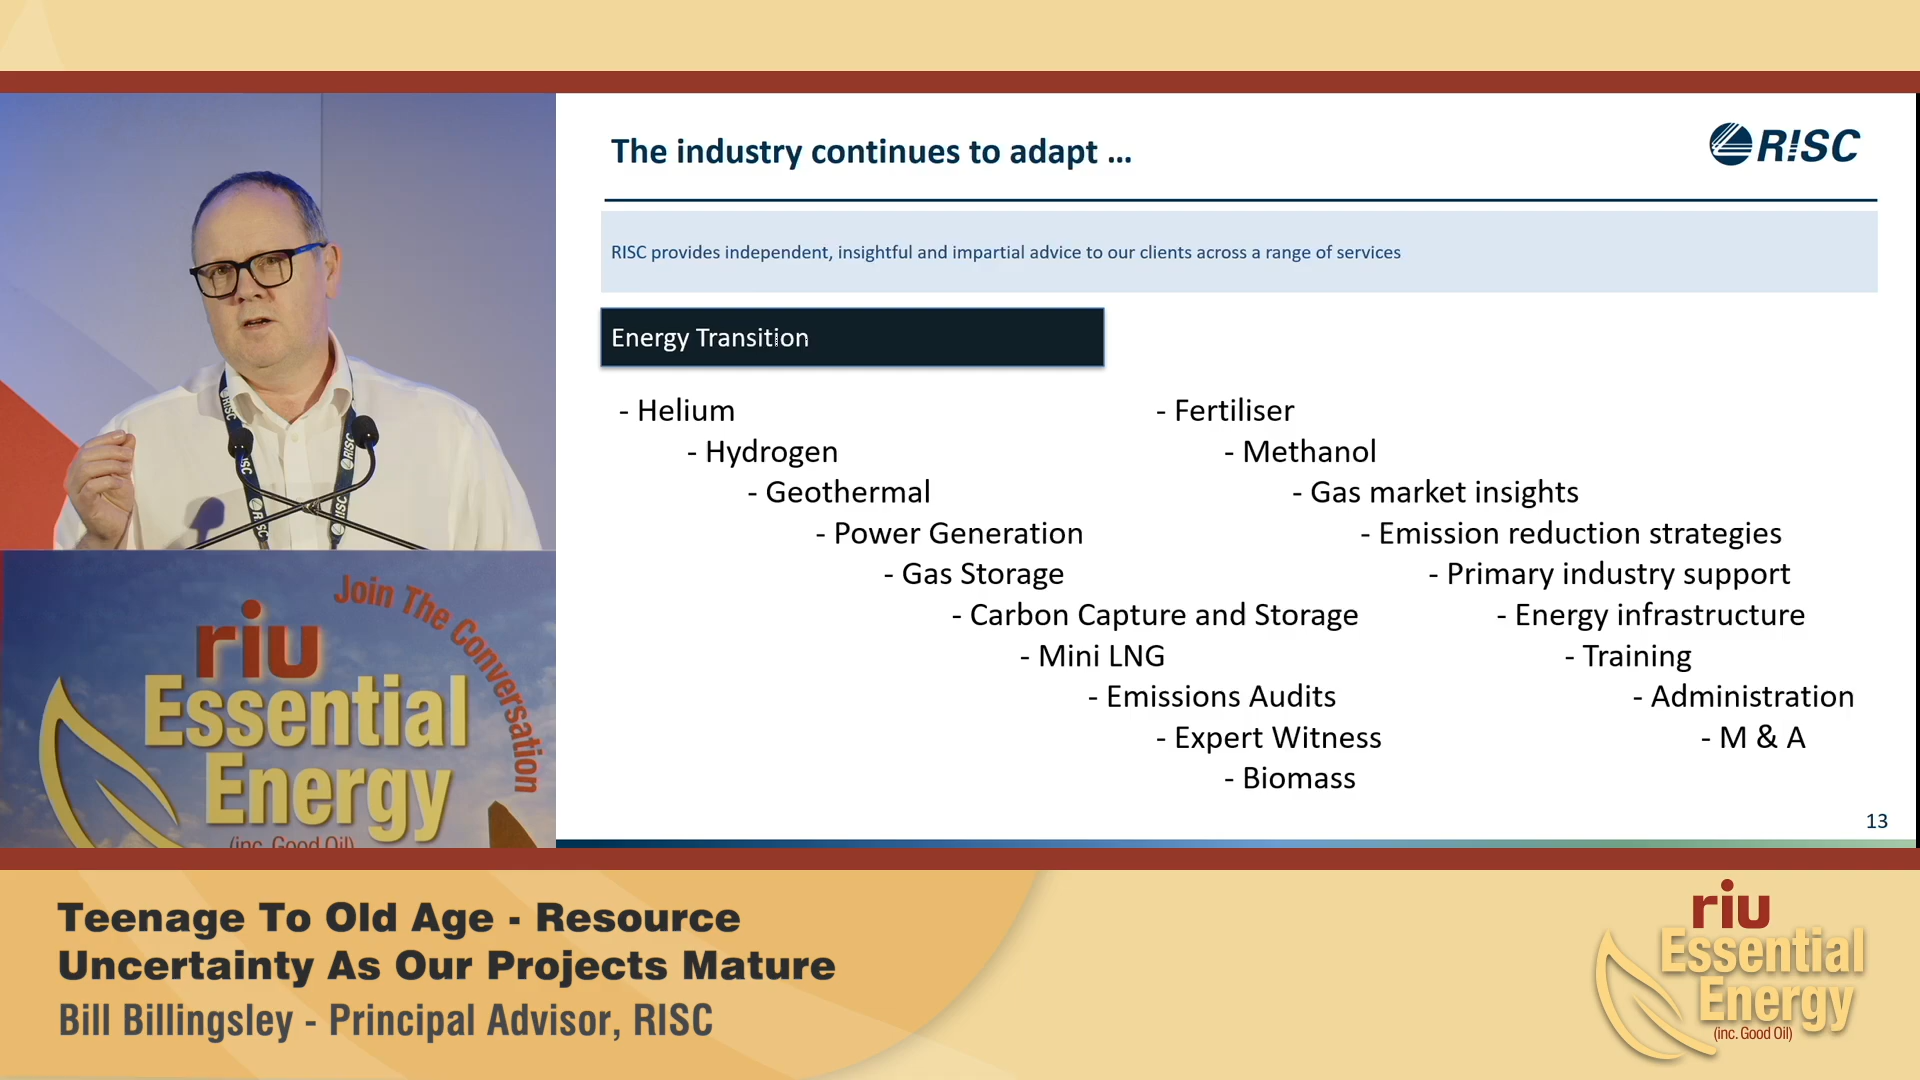 The industry continues to adapt ...
R!SC
RISC provides independent, insightful and impartial advice to our clients across a range of services
Energy Transition
- Helium
- Hydrogen
- Geothermal
- Power Generation
- Gas Storage
- Carbon Capture and Storage
- Mini LNG
- Emissions Audits
- Expert Witness
- Biomass
- Fertiliser
- Methanol
- Gas market insights
- Emission reduction strategies
- Primary industry support
- Energy infrastructure
- Training
- Administration
- M & A
13
RISC
RISC
RISC
RISC
Join The Conversation
riu
Essential
Energy
(inc. Good Oil)
Teenage To Old Age - Resource
Uncertainty As Our Projects Mature
Bill Billingsley - Principal Advisor, RISC
riu
Essential
Energy
(inc. Good Oil)